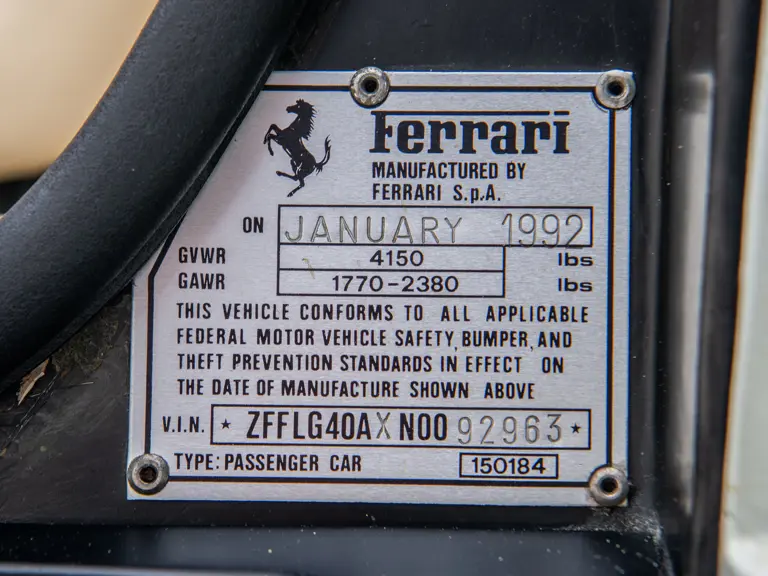 Ferrari
MANUFACTURED BY
FERRARI S.p.A.
ON JANUARY 1992
GVWR 4150 lbs
GAWR 1770-2380 lbs
THIS VEHICLE CONFORMS TO ALL APPLICABLE
FEDERAL MOTOR VEHICLE SAFETY, BUMPER, AND
THEFT PREVENTION STANDARDS IN EFFECT ON
THE DATE OF MANUFACTURE SHOWN ABOVE
V.I.N. * ZFFLG40AXN0092963 *
TYPE: PASSENGER CAR 150184